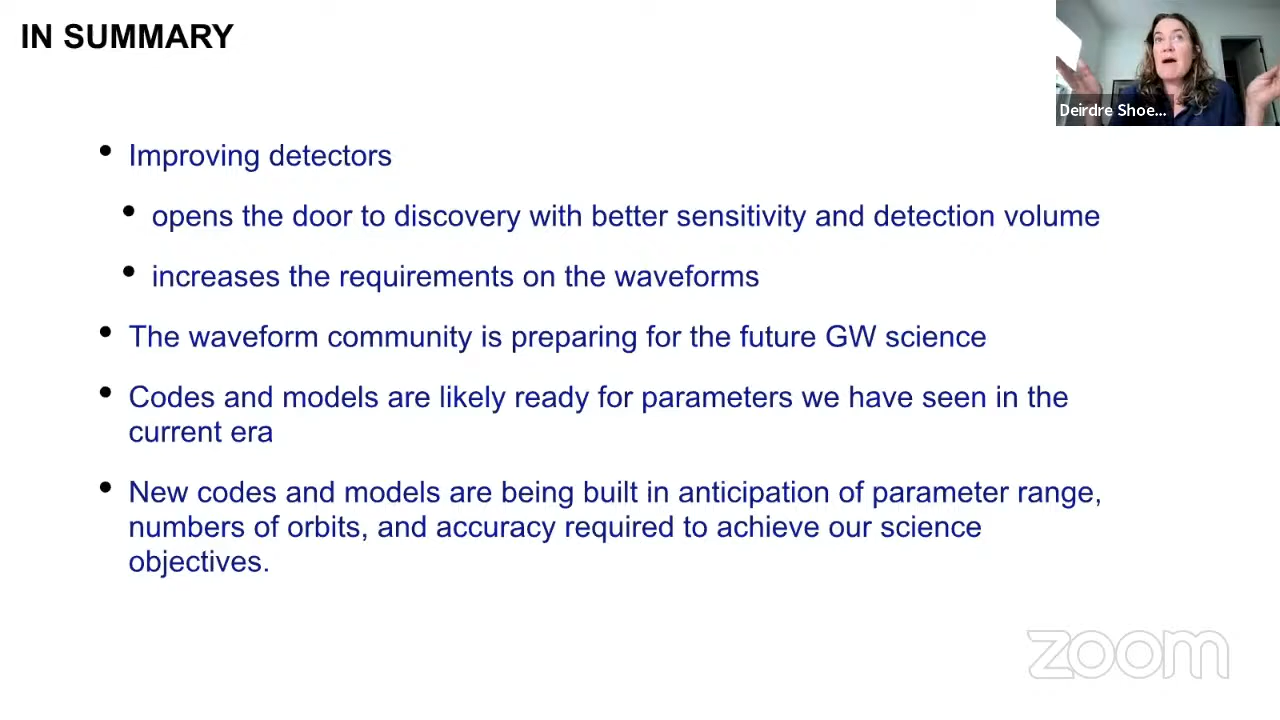 IN SUMMARY
Deirdre Shoe...
• Improving detectors
• opens the door to discovery with better sensitivity and detection volume
• increases the requirements on the waveforms
• The waveform community is preparing for the future GW science
• Codes and models are likely ready for parameters we have seen in the
current era
• New codes and models are being built in anticipation of parameter range,
numbers of orbits, and accuracy required to achieve our science
objectives.
zoom